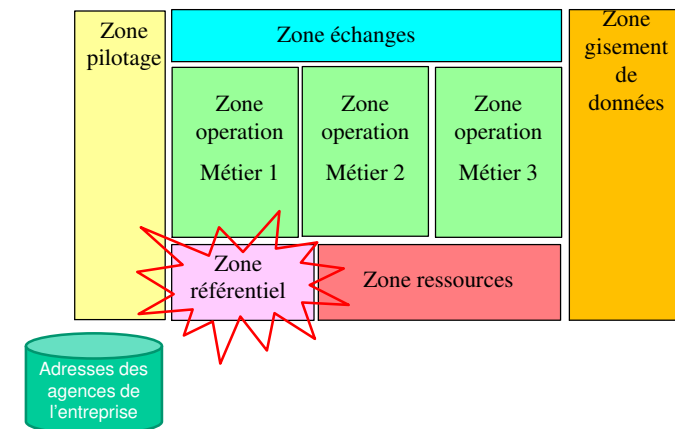 Zone
pilotage
Zone échanges
Zone
gisement
de
données
Zone
operation
Métier 1
Zone
operation
Métier 2
Zone
operation
Métier 3
Zone
référentiel
Zone ressources
Adresses des
agences de
l'entreprise